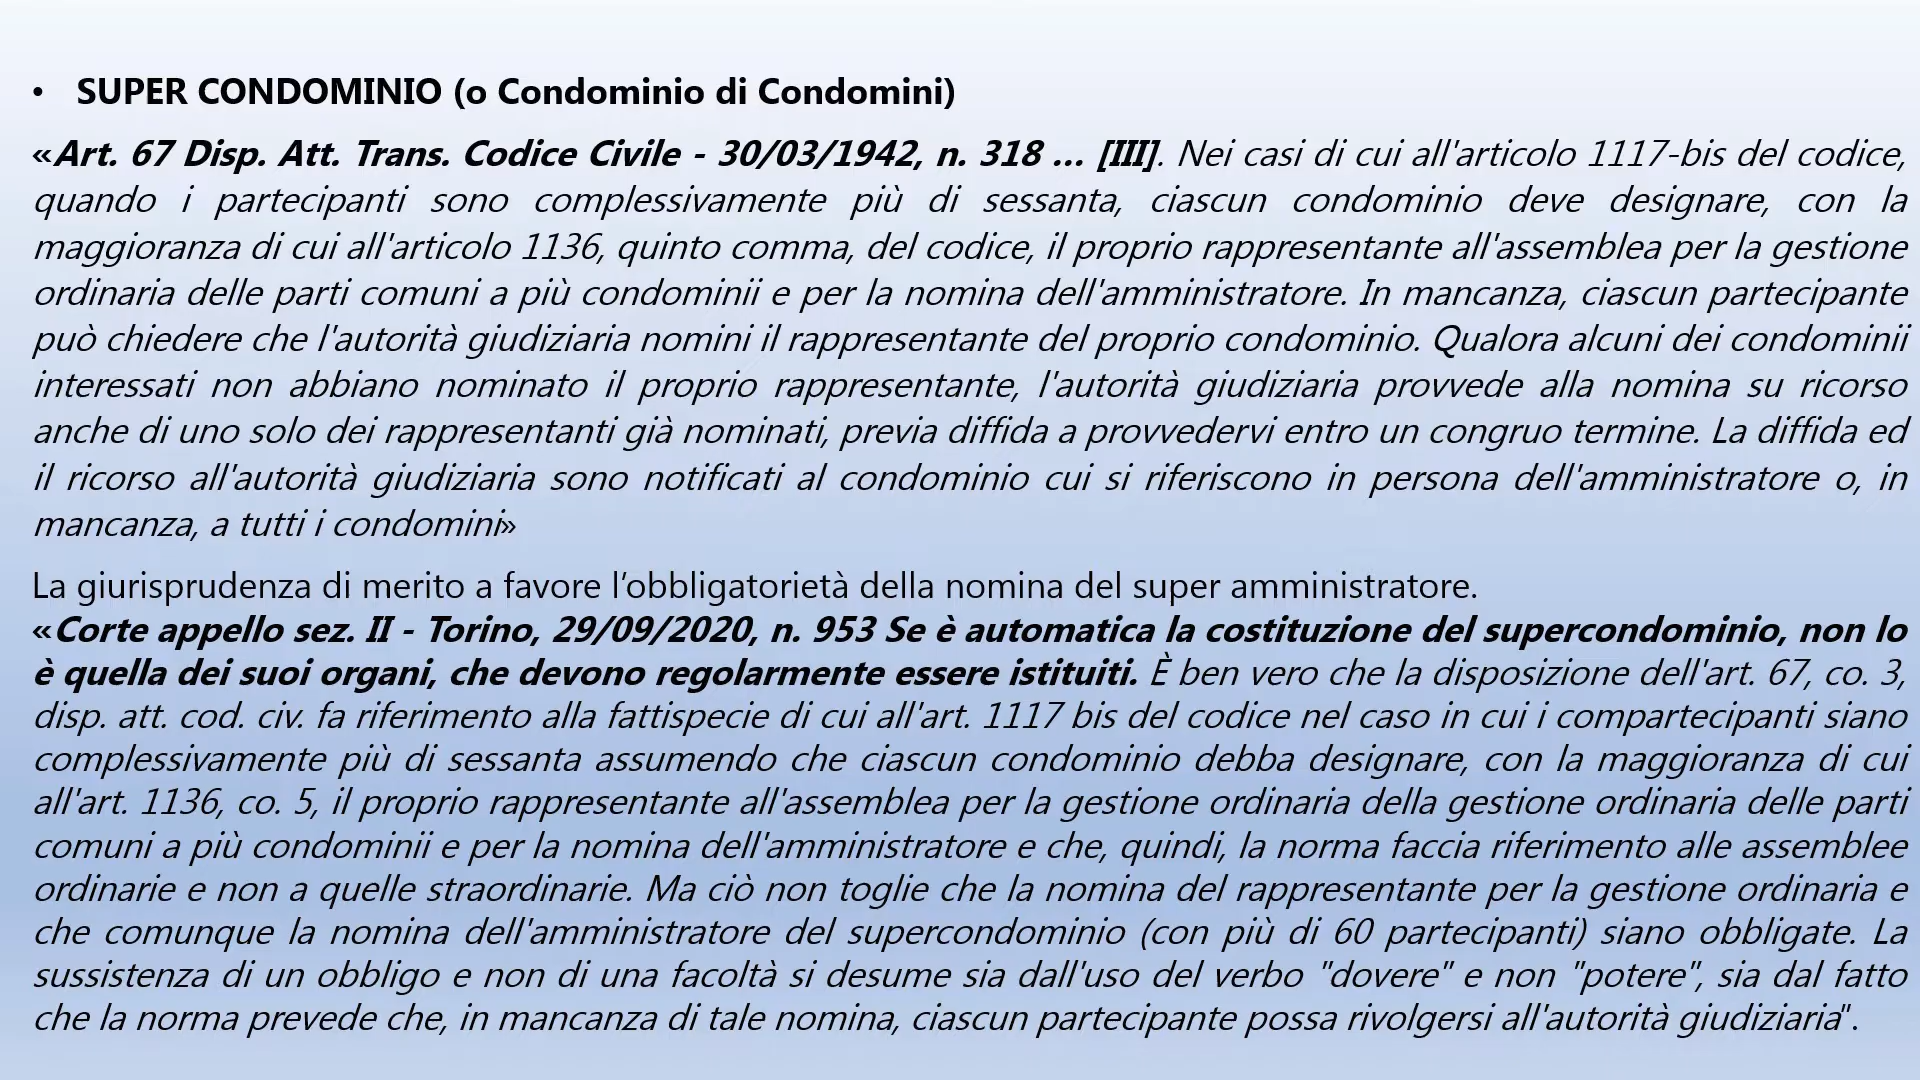 • SUPER CONDOMINIO (o Condominio di Condomini)
«Art. 67 Disp. Att. Trans. Codice Civile - 30/03/1942, n. 318 ... [III]. Nei casi di cui all'articolo 1117-bis del codice,
quando i partecipanti sono complessivamente più di sessanta, ciascun condominio deve designare, con la
maggioranza di cui all'articolo 1136, quinto comma, del codice, il proprio rappresentante all'assemblea per la gestione
ordinaria delle parti comuni a più condominii e per la nomina dell'amministratore. In mancanza, ciascun partecipante
può chiedere che l'autorità giudiziaria nomini il rappresentante del proprio condominio. Qualora alcuni dei condominii
interessati non abbiano nominato il proprio rappresentante, l'autorità giudiziaria provvede alla nomina su ricorso
anche di uno solo dei rappresentanti già nominati, previa diffida a provvedervi entro un congruo termine. La diffida ed
il ricorso all'autorità giudiziaria sono notificati al condominio cui si riferiscono in persona dell'amministratore o, in
mancanza, a tutti i condomini»
La giurisprudenza di merito a favore l’obbligatorietà della nomina del super amministratore.
«Corte appello sez. II - Torino, 29/09/2020, n. 953 Se è automatica la costituzione del supercondominio, non lo
è quella dei suoi organi, che devono regolarmente essere istituiti. È ben vero che la disposizione dell'art. 67, co. 3,
disp. att. cod. civ. fa riferimento alla fattispecie di cui all'art. 1117 bis del codice nel caso in cui i compartecipanti siano
complessivamente più di sessanta assumendo che ciascun condominio debba designare, con la maggioranza di cui
all'art. 1136, co. 5, il proprio rappresentante all'assemblea per la gestione ordinaria della gestione ordinaria delle parti
comuni a più condominii e per la nomina dell'amministratore e che, quindi, la norma faccia riferimento alle assemblee
ordinarie e non a quelle straordinarie. Ma ciò non toglie che la nomina del rappresentante per la gestione ordinaria e
che comunque la nomina dell'amministratore del supercondominio (con più di 60 partecipanti) siano obbligate. La
sussistenza di un obbligo e non di una facoltà si desume sia dall'uso del verbo "dovere" e non "potere", sia dal fatto
che la norma prevede che, in mancanza di tale nomina, ciascun partecipante possa rivolgersi all'autorità giudiziaria".